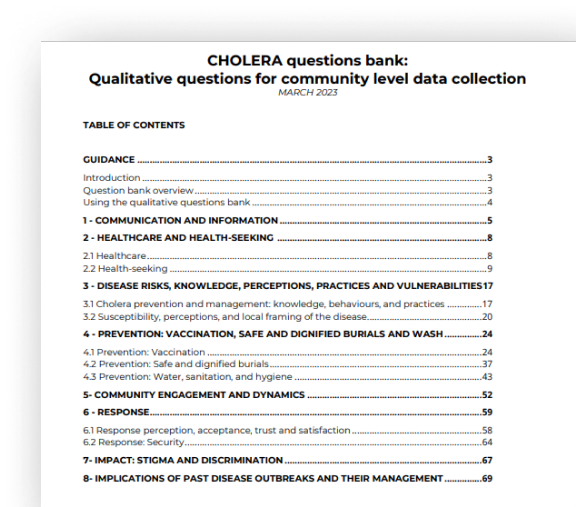 CHOLERA questions bank:
Qualitative questions for community level data collection
MARCH 2023
TABLE OF CONTENTS
GUIDANCE ........................................................................................................3
Introduction ........................................................................................................3
Question bank overview........................................................................................3
Using the qualitative questions bank ......................................................................4
1 - COMMUNICATION AND INFORMATION ..............................................................5
2 - HEALTHCARE AND HEALTH-SEEKING ..............................................................8
2.1 Healthcare........................................................................................................8
2.2 Health-seeking ................................................................................................9
3 - DISEASE RISKS, KNOWLEDGE, PERCEPTIONS, PRACTICES AND VULNERABILITIES17
3.1 Cholera prevention and management: knowledge, behaviours, and practices ............17
3.2 Susceptibility, perceptions, and local framing of the disease..................................20
4 - PREVENTION: VACCINATION, SAFE AND DIGNIFIED BURIALS AND WASH.............24
4.1 Prevention: Vaccination ....................................................................................24
4.2 Prevention: Safe and dignified burials..................................................................37
4.3 Prevention: Water, sanitation, and hygiene ..........................................................43
5- COMMUNITY ENGAGEMENT AND DYNAMICS ......................................................52
6 - RESPONSE........................................................................................................59
6.1 Response perception, acceptance, trust and satisfaction ........................................58
6.2 Response: Security............................................................................................64
7- IMPACT: STIGMA AND DISCRIMINATION ..............................................................67
8- IMPLICATIONS OF PAST DISEASE OUTBREAKS AND THEIR MANAGEMENT.............69